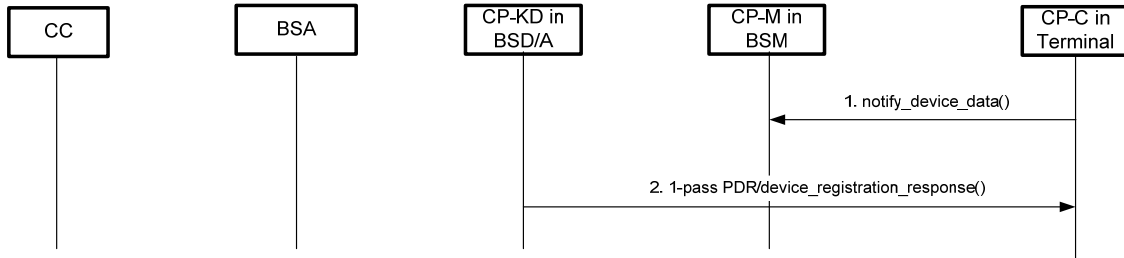 CC
BSA
CP-KD in
BSD/A
CP-M in
BSM
CP-C in
Terminal
1. notify_device_data()
2. 1-pass PDR/device_registration_response()